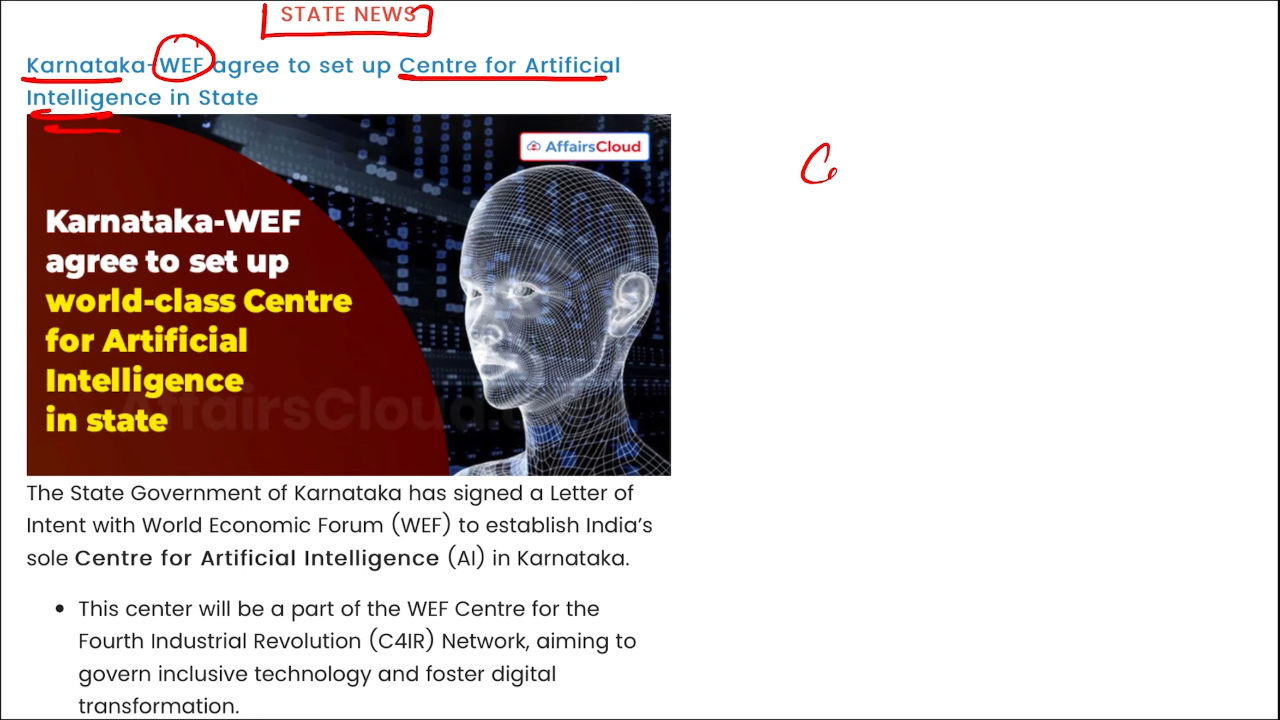 STATE NEWS
Karnataka-WEF agree to set up Centre for Artificial
Intelligence in State
AffairsCloud
Karnataka-WEF
agree to set up
world-class Centre
for Artificial
Intelligence
in state
The State Government of Karnataka has signed a Letter of
Intent with World Economic Forum (WEF) to establish India’s
sole Centre for Artificial Intelligence (AI) in Karnataka.
• This center will be a part of the WEF Centre for the
Fourth Industrial Revolution (C4IR) Network, aiming to
govern inclusive technology and foster digital
transformation.